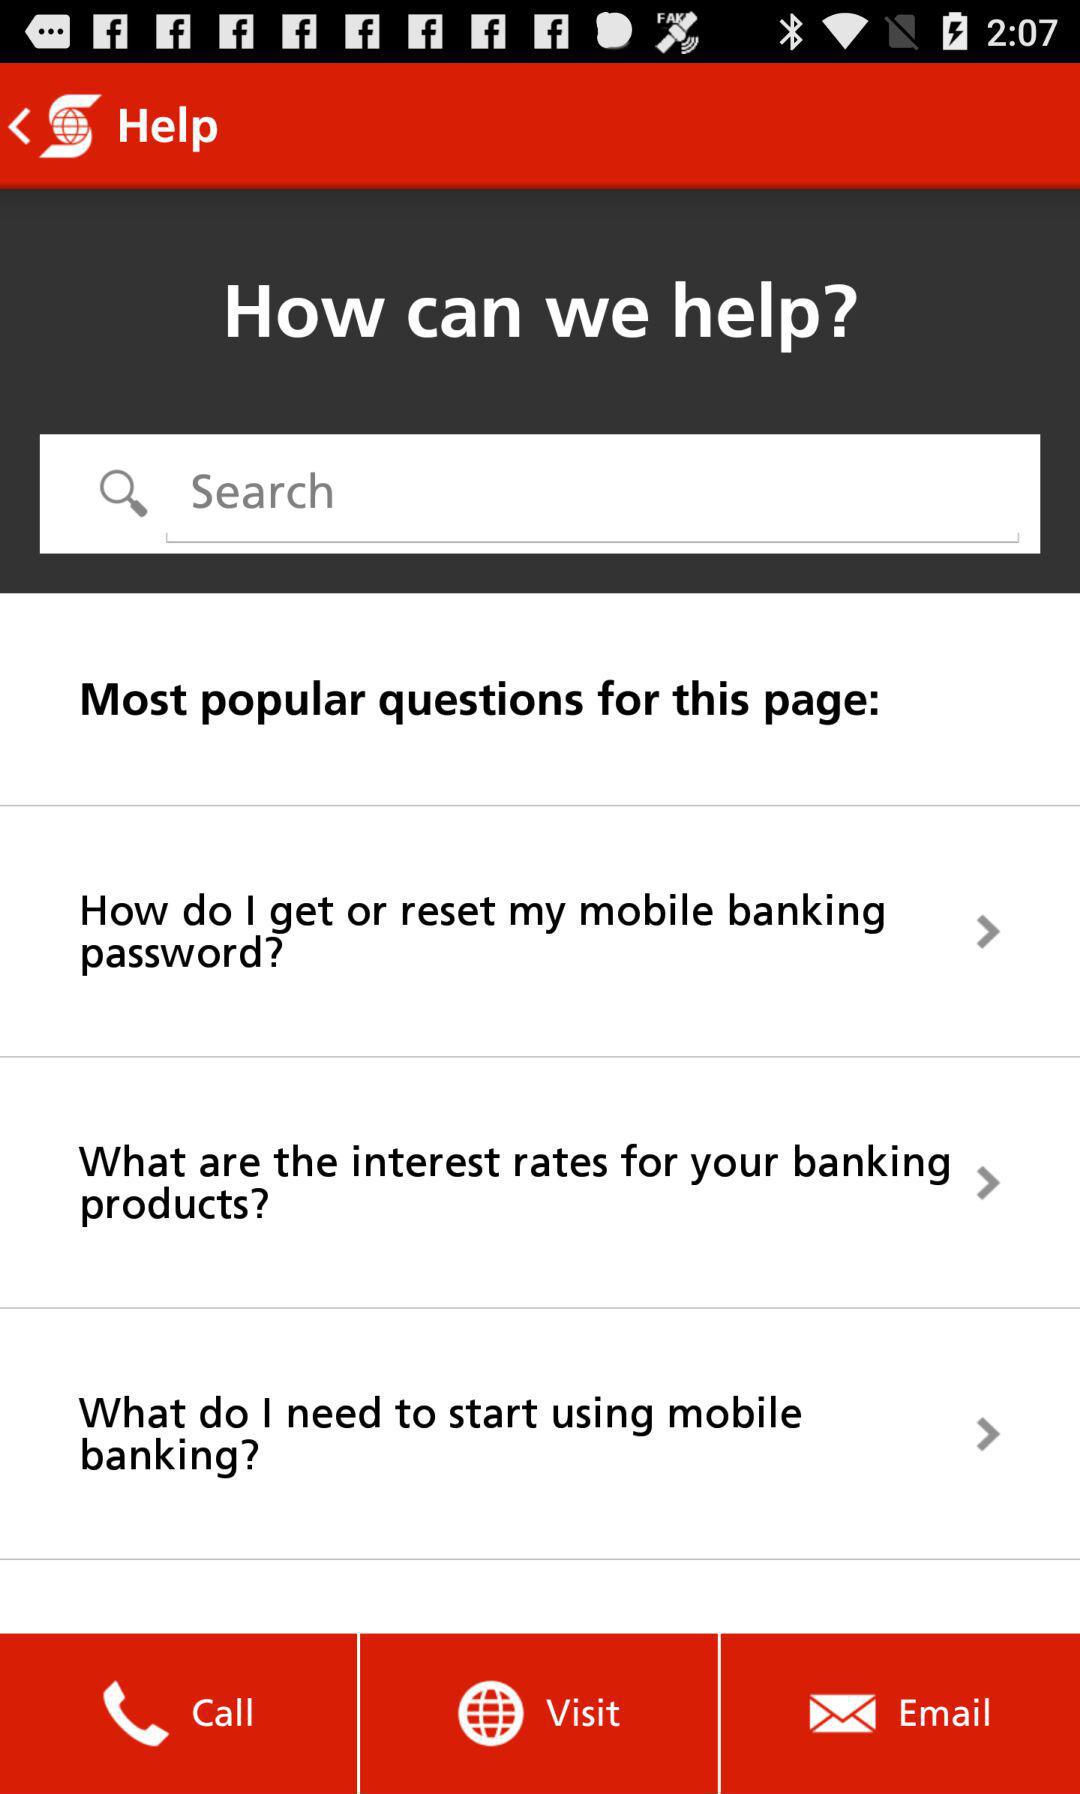 FAKE 2:07
Help
How can we help?
Search
Most popular questions for this page:
How do I get or reset my mobile banking
password?
What are the interest rates for your banking
products?
What do I need to start using mobile
banking?
Call Visit Email